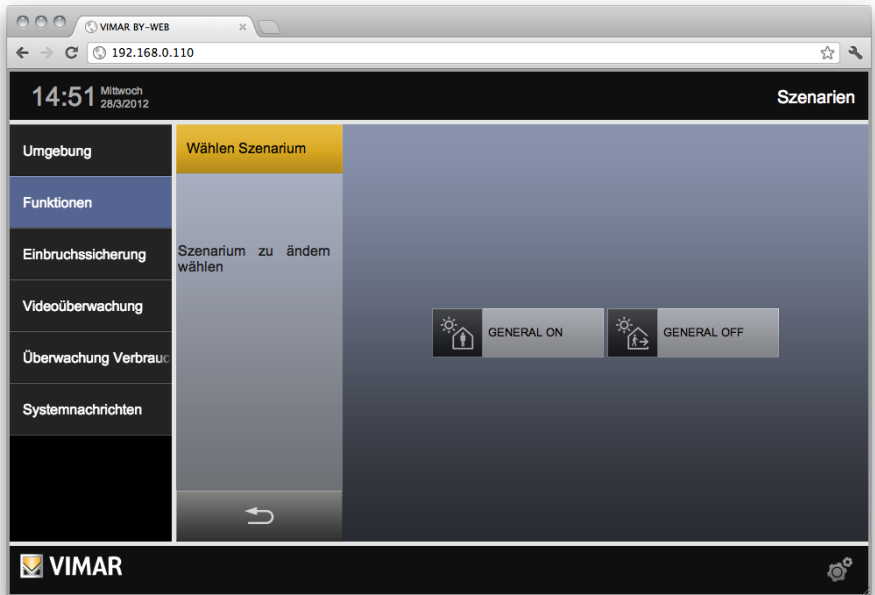 VIMAR BY-WEB
192.168.0.110
14:51 Mittwoch
28/3/2012
Szenarien
Umgebung
Funktionen
Einbruchssicherung
Videoüberwachung
Überwachung Verbrauc
Systemnachrichten
Wählen Szenarium
Szenarium zu ändern
wählen
GENERAL ON
GENERAL OFF
VIMAR